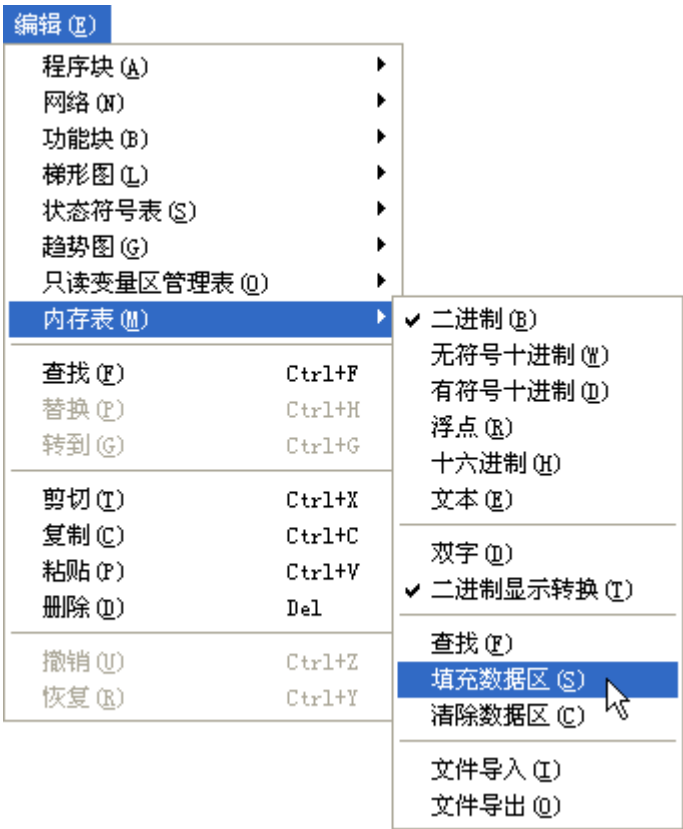 编辑(E)
程序块(A)
网络(N)
功能块(B)
梯形图(L)
状态符号表(S)
趋势图(G)
只读变量区管理表(O)
内存表(M)
查找(F) Ctrl+F
替换(P) Ctrl+H
转到(G) Ctrl+G
剪切(T) Ctrl+X
复制(C) Ctrl+C
粘贴(P) Ctrl+V
删除(D) Del
撤销(U) Ctrl+Z
恢复(R) Ctrl+Y
二进制(B)
无符号十进制(W)
有符号十进制(D)
浮点(R)
十六进制(H)
文本(E)
双字(D)
二进制显示转换(T)
查找(F)
填充数据区(S)
清除数据区(C)
文件导入(I)
文件导出(O)